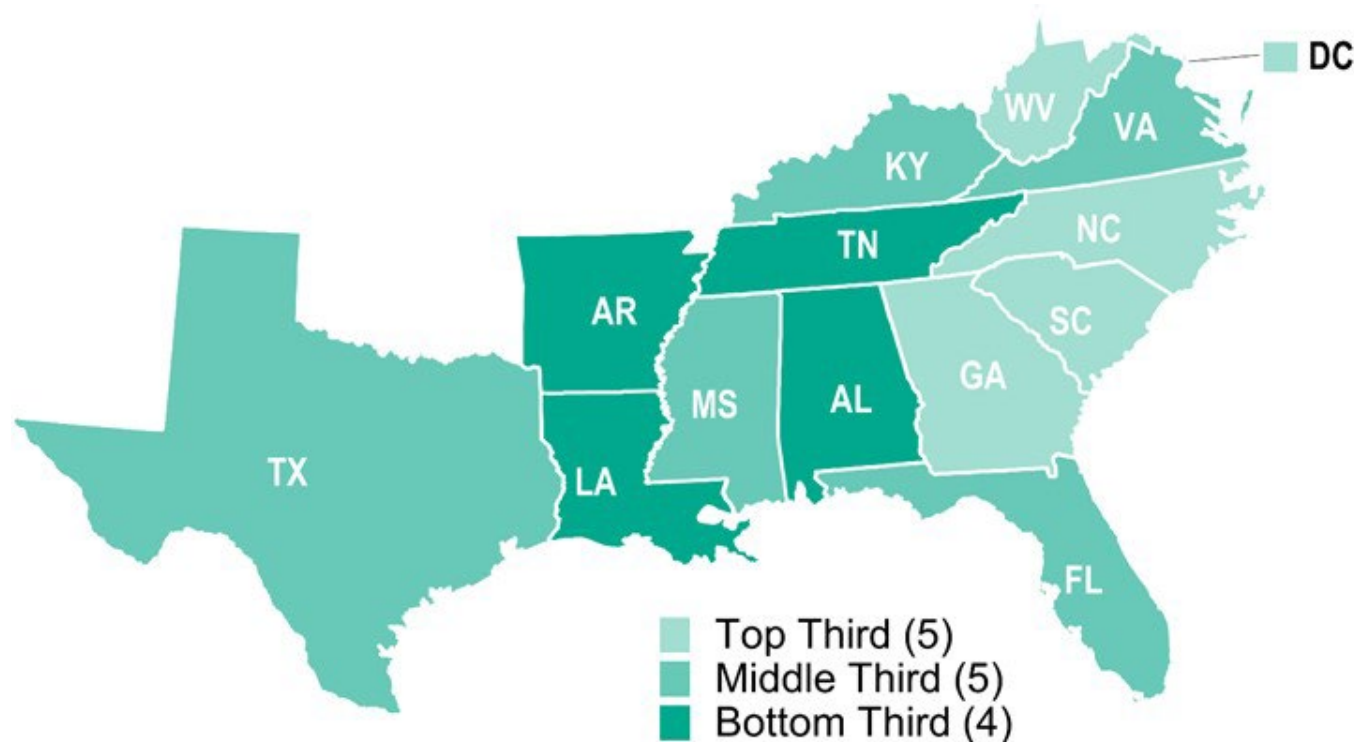 DC
WV
VA
KY
NC
TN
AR
SC
GA
MS
AL
TX
LA
FL
Top Third (5)
Middle Third (5)
Bottom Third (4)